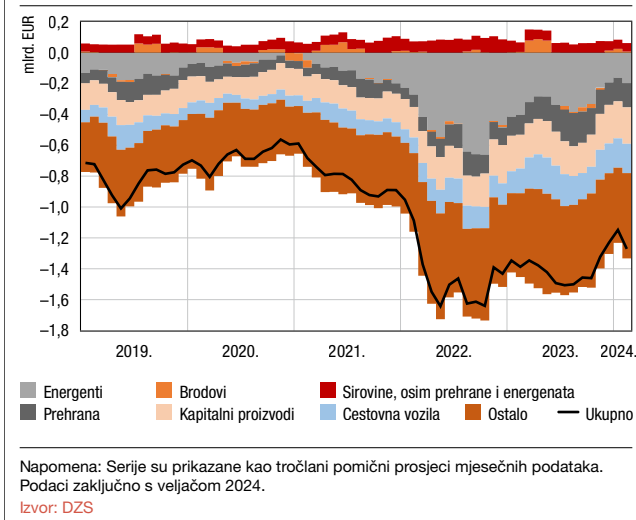 mlrd. EUR
0,2
0,0
−0,2
−0,4
−0,6
−0,8
−1,0
−1,2
−1,4
−1,6
−1,8
2019. 2020. 2021. 2022. 2023. 2024.
Energenti Brodovi Sirovine, osim prehrane i energenata
Prehrana Kapitalni proizvodi Cestovna vozila Ostalo Ukupno
Napomena: Serije su prikazane kao tročlani pomični prosjeci mjesečnih podataka.
Podaci zaključno s veljačom 2024.
Izvor: DZS